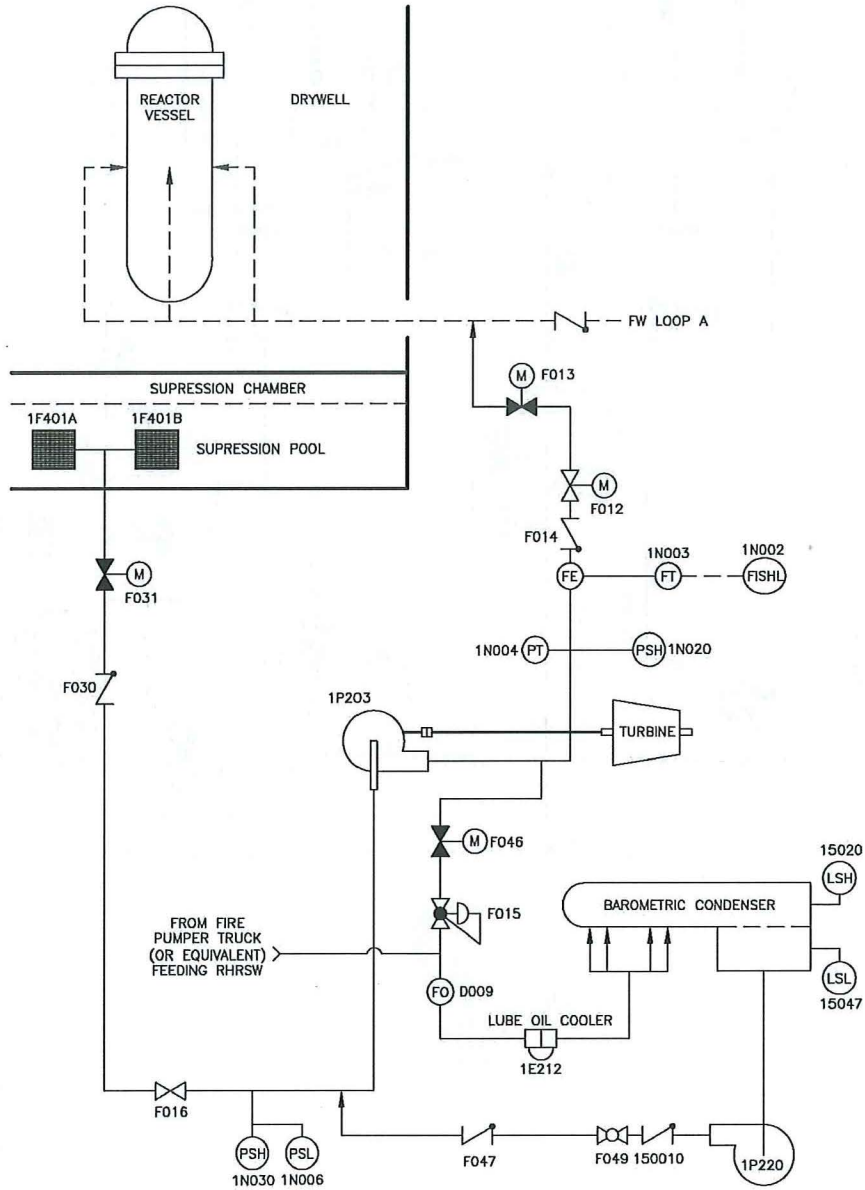 REACTOR
VESSEL
DRYWELL
FW LOOP A
SUPRESSION CHAMBER
M F013
1F401A
1F401B
SUPRESSION POOL
M
F012
F014
1N003
1N002
M
F031
FE
FT
FISHL
1N004 PT
PSH 1N020
F030
1P203
TURBINE
M F046
15020
LSH
F015
BAROMETRIC CONDENSER
FROM FIRE
PUMPER TRUCK
(OR EQUIVALENT)
FEEDING RHRSW
LSL
15047
FO D009
LUBE OIL COOLER
1E212
F016
PSH
PSL
1N030
1N006
F047
F049
150010
1P220